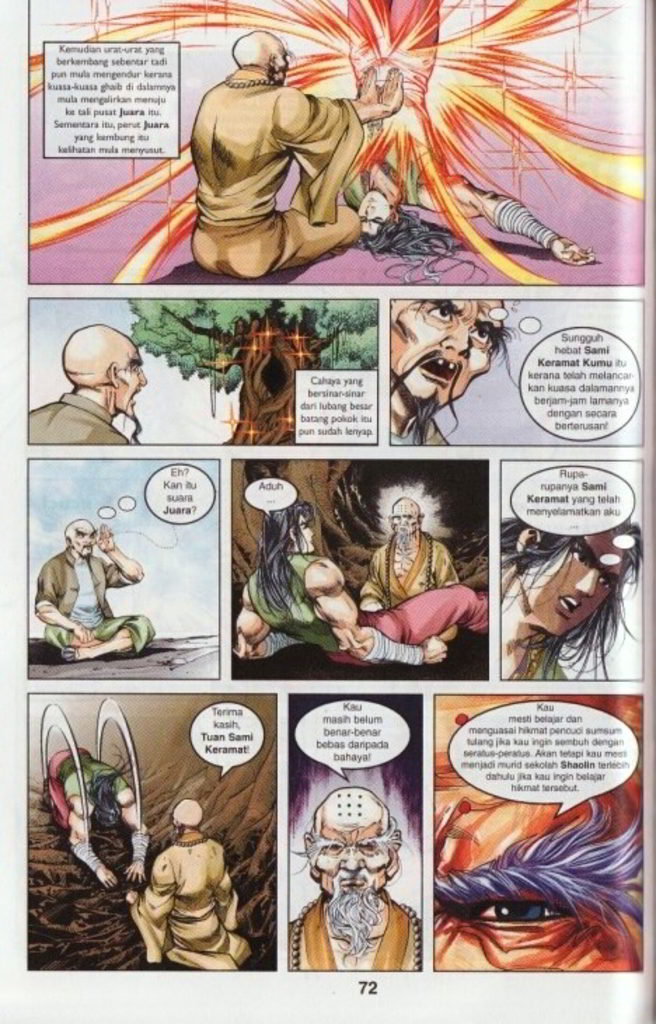 Kemudian urat-urat yang
berkembang sebentar tadi
pun mula mengendur kerana
kuasa-kuasa ghaib di dalamnya
mula mengalirkan menuju
ke tali pusat Juara itu.
Sementara itu, perut Juara
yang kembung itu
kelihatan mula menyusut.
Cahaya yang
bersinar-sinar
dari lubang besar
batang pokok itu
pun sudah lenyap.
Sungguh
hebat Sami
Keramat Kumu itu
kerana telah melancar-
kan kuasa dalamannya
berjam-jam lamanya
dengan secara
berterusan!
Eh?
Kan itu
suara
Juara?
Aduh
...
Rupa-
rupanya Sami
Keramat yang telah
menyelamatkan aku
...
Terima
kasih,
Tuan Sami
Keramat!
Kau
masih belum
benar-benar
bebas daripada
bahaya!
Kau
mesti belajar dan
menguasai hikmat pencuci sumsum
tulang jika kau ingin sembuh dengan
seratus-peratus. Akan tetapi kau mesti
menjadi murid sekolah Shaolin terlebih
dahulu jika kau ingin belajar
hikmat tersebut.
72